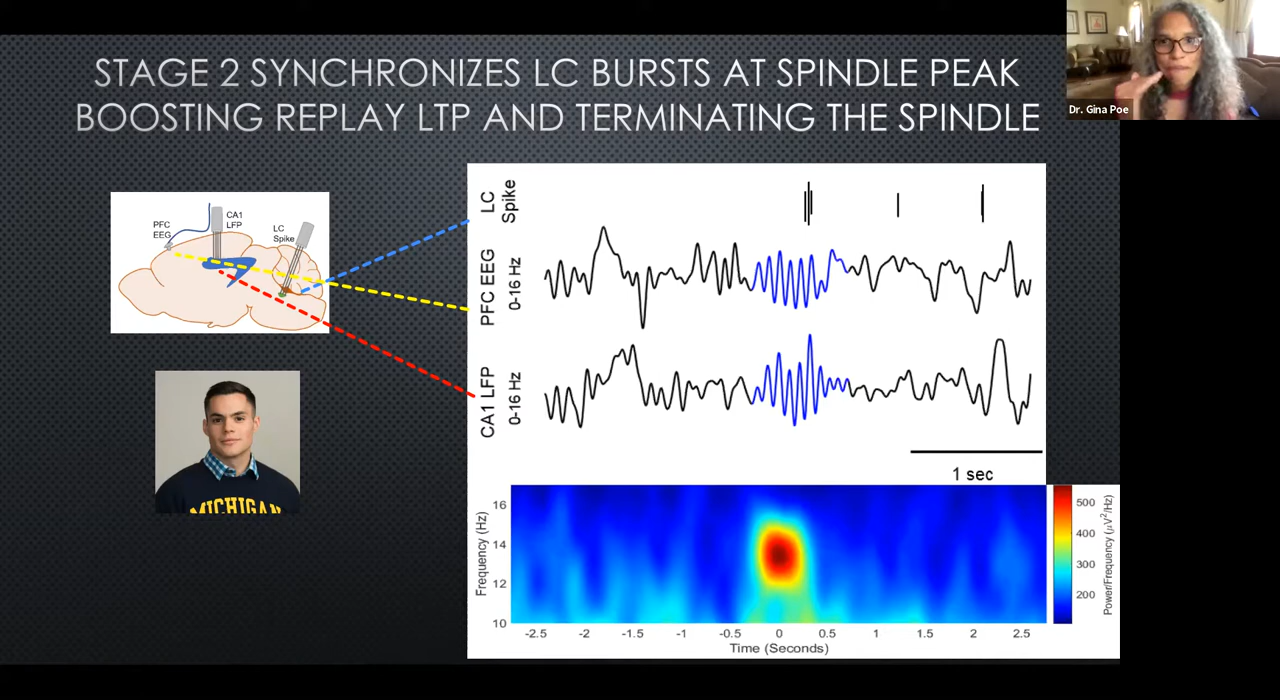 STAGE 2 SYNCHRONIZES LC BURSTS AT SPINDLE PEAK
BOOSTING REPLAY LTP AND TERMINATING THE SPINDLE
Dr. Gina Poe
PFC
EEG
CA1
LFP
LC
Spike
LC
Spike
PFC EEG
0-16 Hz
CA1 LFP
0-16 Hz
1 sec
MICHIGAN
Frequency (Hz)
16
14
12
10
-2.5 -2 -1.5 -1 -0.5 0 0.5 1 1.5 2 2.5
Time (Seconds)
500
400
300
200
Power/Frequency (μV²/Hz)